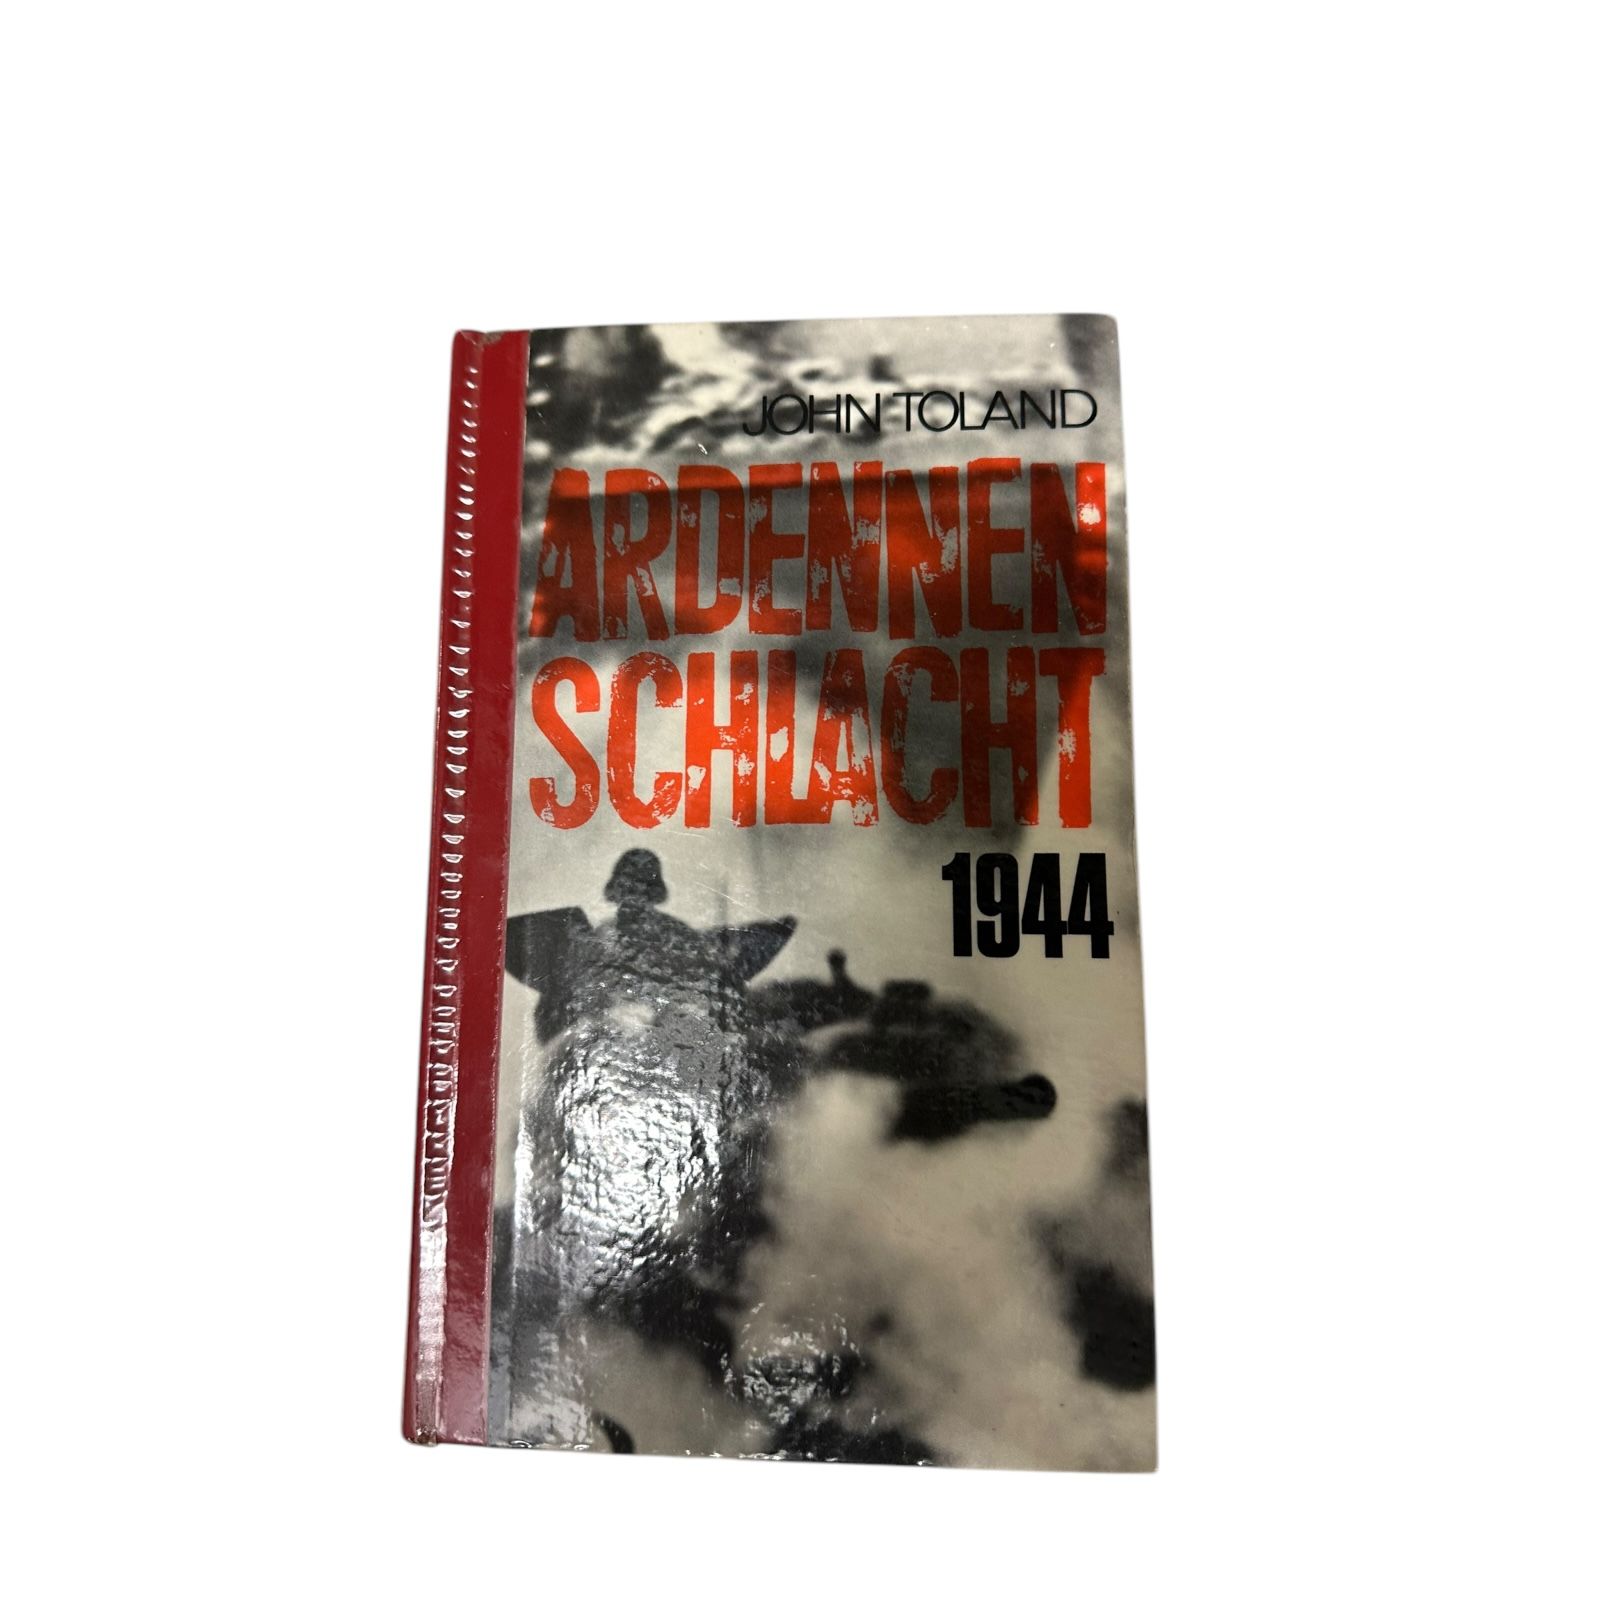 JOHN TOLAND
ARDENNEN
SCHLACHT
1944